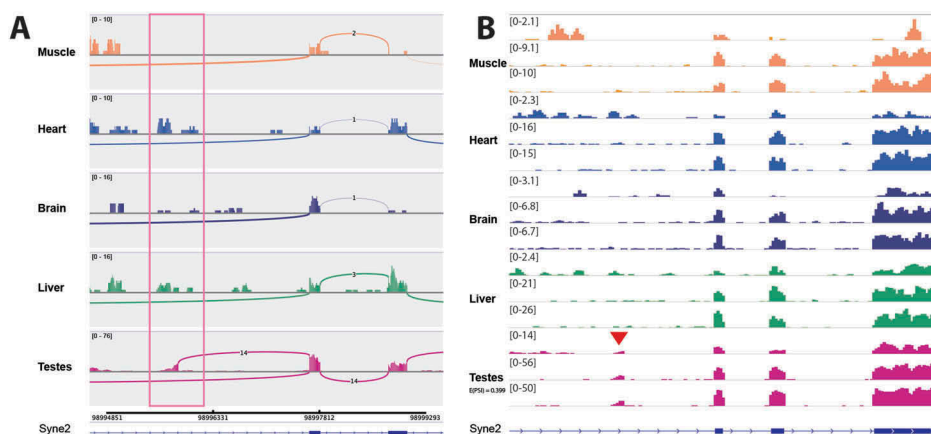 A
[0 - 10]
Muscle
2
[0 - 10]
Heart
1
[0 - 16]
Brain
1
[0 - 16]
Liver
3
[0 - 76]
Testes
14
14
98994851 98996331 98997812 98999293
Syne2
B
[0-2.1]
[0-9.1]
Muscle
[0-10]
[0-2.3]
[0-16]
Heart
[0-15]
[0-3.1]
[0-6.8]
Brain
[0-6.7]
[0-2.4]
[0-21]
Liver
[0-26]
[0-14]
[0-56]
Testes
E(PSI) = 0.399
[0-50]
Syne2